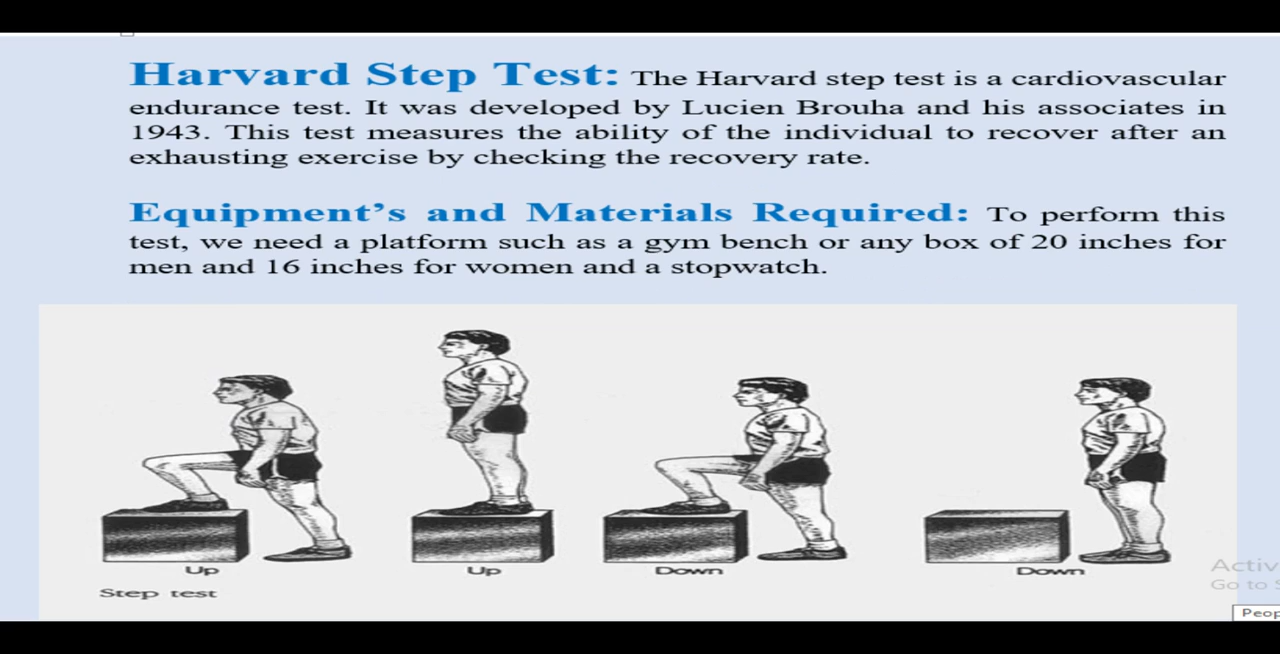 Harvard Step Test: The Harvard step test is a cardiovascular
endurance test. It was developed by Lucien Brouha and his associates in
1943. This test measures the ability of the individual to recover after an
exhausting exercise by checking the recovery rate.
Equipment's and Materials Required: To perform this
test, we need a platform such as a gym bench or any box of 20 inches for
men and 16 inches for women and a stopwatch.
Up Up Down Down
Step test
Activ
Go to S
Peop